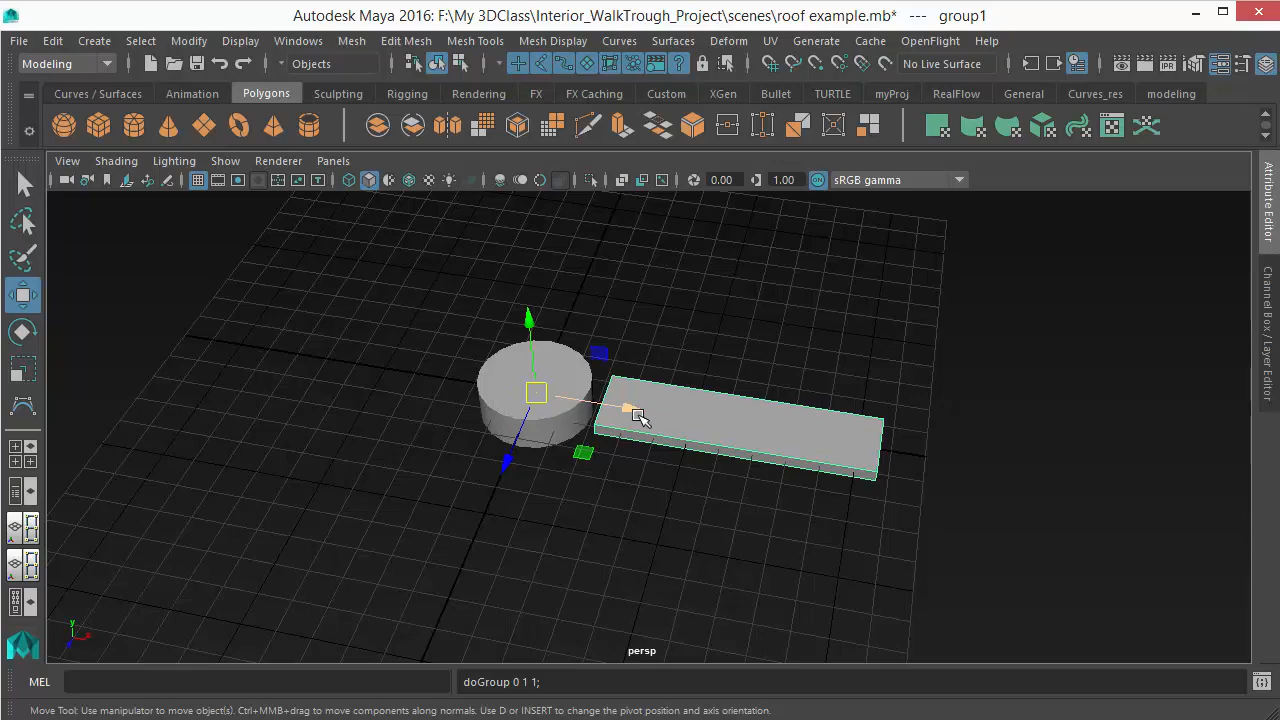 Autodesk Maya 2016: F:\My 3DClass\Interior_WalkTrough_Project\scenes\roof example.mb* --- group1
File Edit Create Select Modify Display Windows Mesh Edit Mesh Mesh Tools Mesh Display Curves Surfaces Deform UV Generate Cache OpenFlight Help
Modeling Objects No Live Surface
Curves / Surfaces Animation Polygons Sculpting Rigging Rendering FX FX Caching Custom XGen Bullet TURTLE myProj RealFlow General Curves_res modeling
View Shading Lighting Show Renderer Panels
0.00 1.00 ON sRGB gamma
Attribute Editor
Channel Box / Layer Editor
y
x
persp
MEL doGroup 0 1 1;
Move Tool: Use manipulator to move object(s). Ctrl+MMB+drag to move components along normals. Use D or INSERT to change the pivot position and axis orientation.